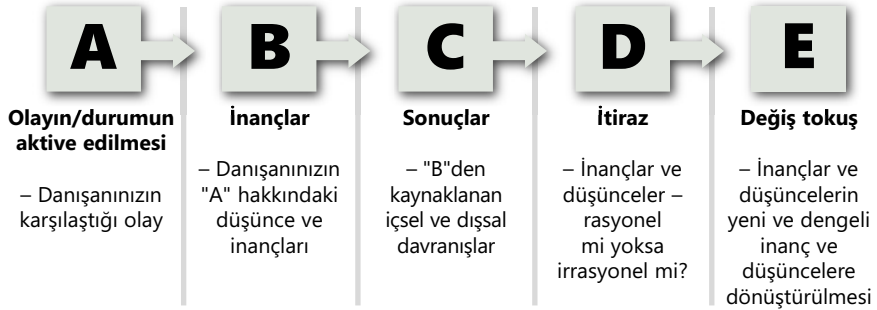 A
B
C
D
E
Olayın/durumun
aktive edilmesi
– Danışanınızın
karşılaştığı olay
İnançlar
– Danışanınızın
"A" hakkındaki
düşünce ve
inançları
Sonuçlar
– "B"den
kaynaklanan
içsel ve dışsal
davranışlar
İtiraz
– İnançlar ve
düşünceler –
rasyonel
mi yoksa
irrasyonel mi?
Değiş tokuş
– İnançlar ve
düşüncelerin
yeni ve dengeli
inanç ve
düşüncelere
dönüştürülmesi